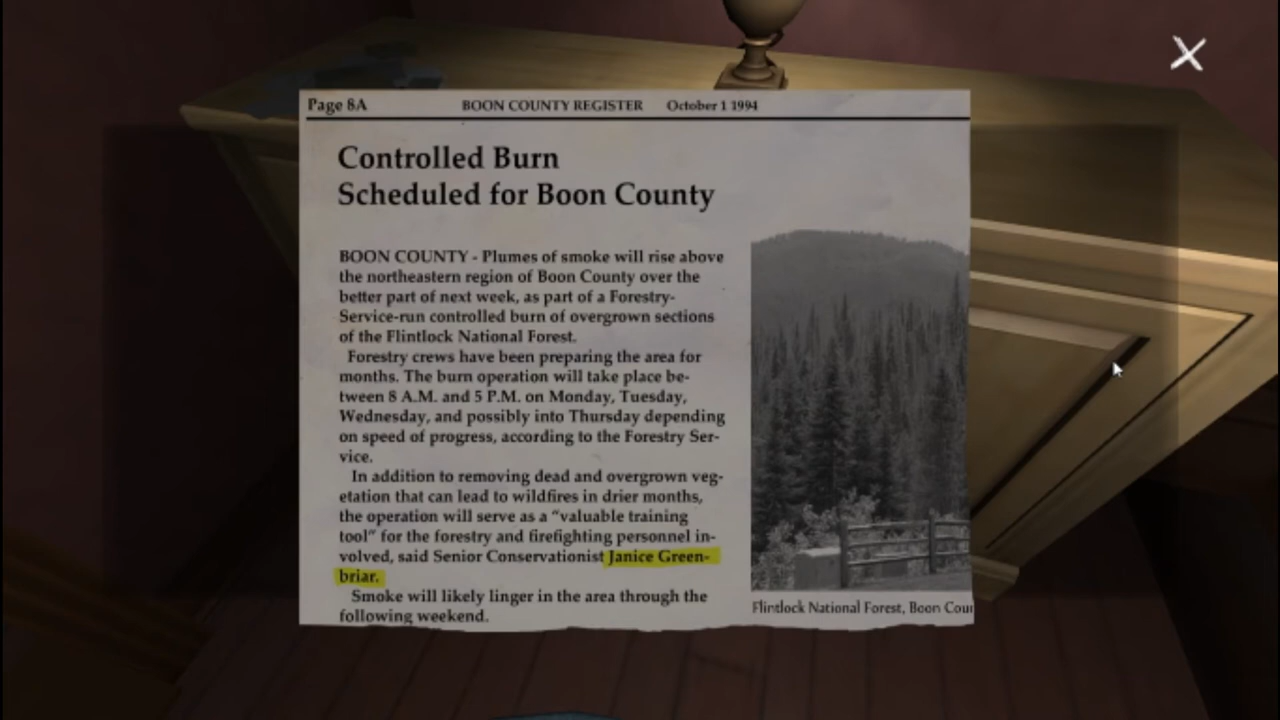 Page 8A BOON COUNTY REGISTER October 1 1994
Controlled Burn
Scheduled for Boon County
BOON COUNTY - Plumes of smoke will rise above
the northeastern region of Boon County over the
better part of next week, as part of a Forestry-
Service-run controlled burn of overgrown sections
of the Flintlock National Forest.
Forestry crews have been preparing the area for
months. The burn operation will take place be-
tween 8 A.M. and 5 P.M. on Monday, Tuesday,
Wednesday, and possibly into Thursday depending
on speed of progress, according to the Forestry Ser-
vice.
In addition to removing dead and overgrown veg-
etation that can lead to wildfires in drier months,
the operation will serve as a “valuable training
tool” for the forestry and firefighting personnel in-
volved, said Senior Conservationist Janice Green-
briar.
Smoke will likely linger in the area through the
following weekend.
Flintlock National Forest, Boon Coun